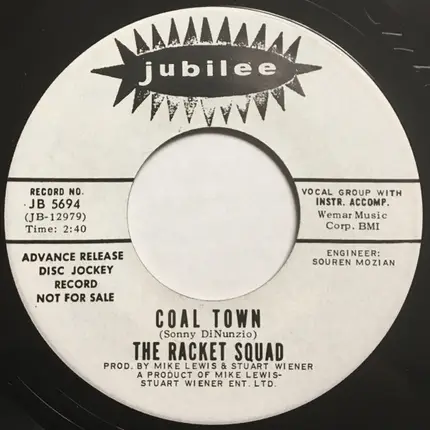 jubilee
RECORD NO.
JB 5694
(JB-12979)
Time: 2:40
VOCAL GROUP WITH
INSTR. ACCOMP.
Wemar Music
Corp. BMI
ADVANCE RELEASE
DISC JOCKEY
RECORD
NOT FOR SALE
ENGINEER:
SOUREN MOZIAN
COAL TOWN
(Sonny DiNunzio)
THE RACKET SQUAD
PROD. BY MIKE LEWIS & STUART WIENER
A PRODUCT OF MIKE LEWIS-
STUART WIENER ENT. LTD.